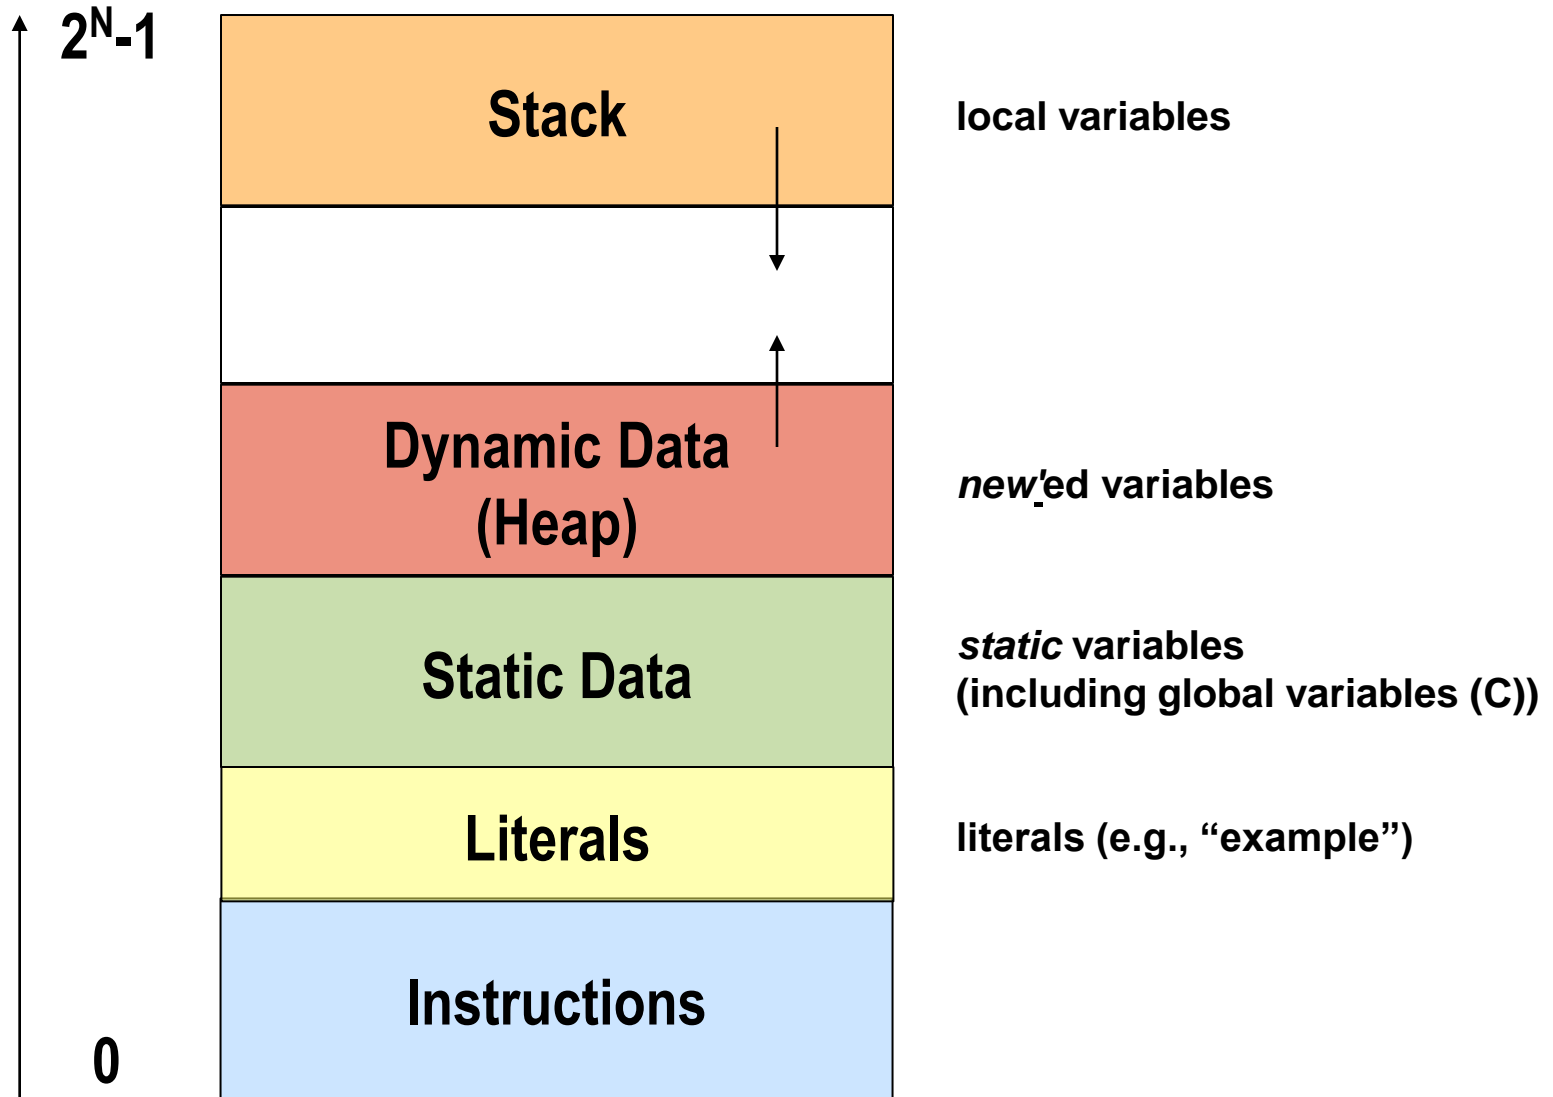 2ᴺ-1
Stack
local variables
Dynamic Data
(Heap)
new'ed variables
Static Data
static variables
(including global variables (C))
Literals
literals (e.g., “example”)
Instructions
0